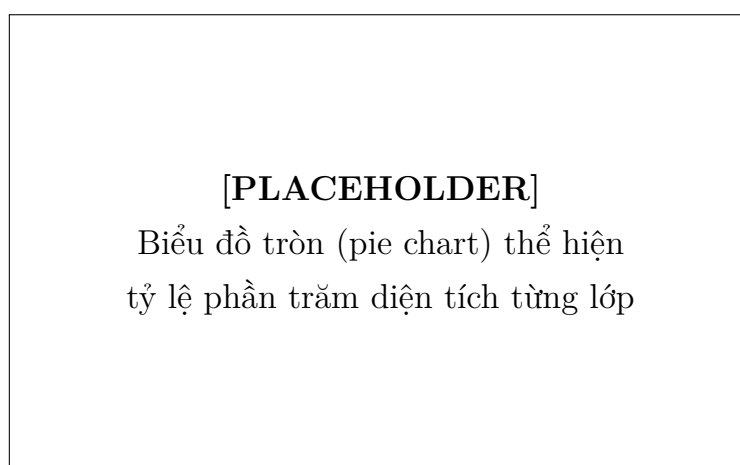 [PLACEHOLDER]
Biểu đồ tròn (pie chart) thể hiện
tỷ lệ phần trăm diện tích từng lớp